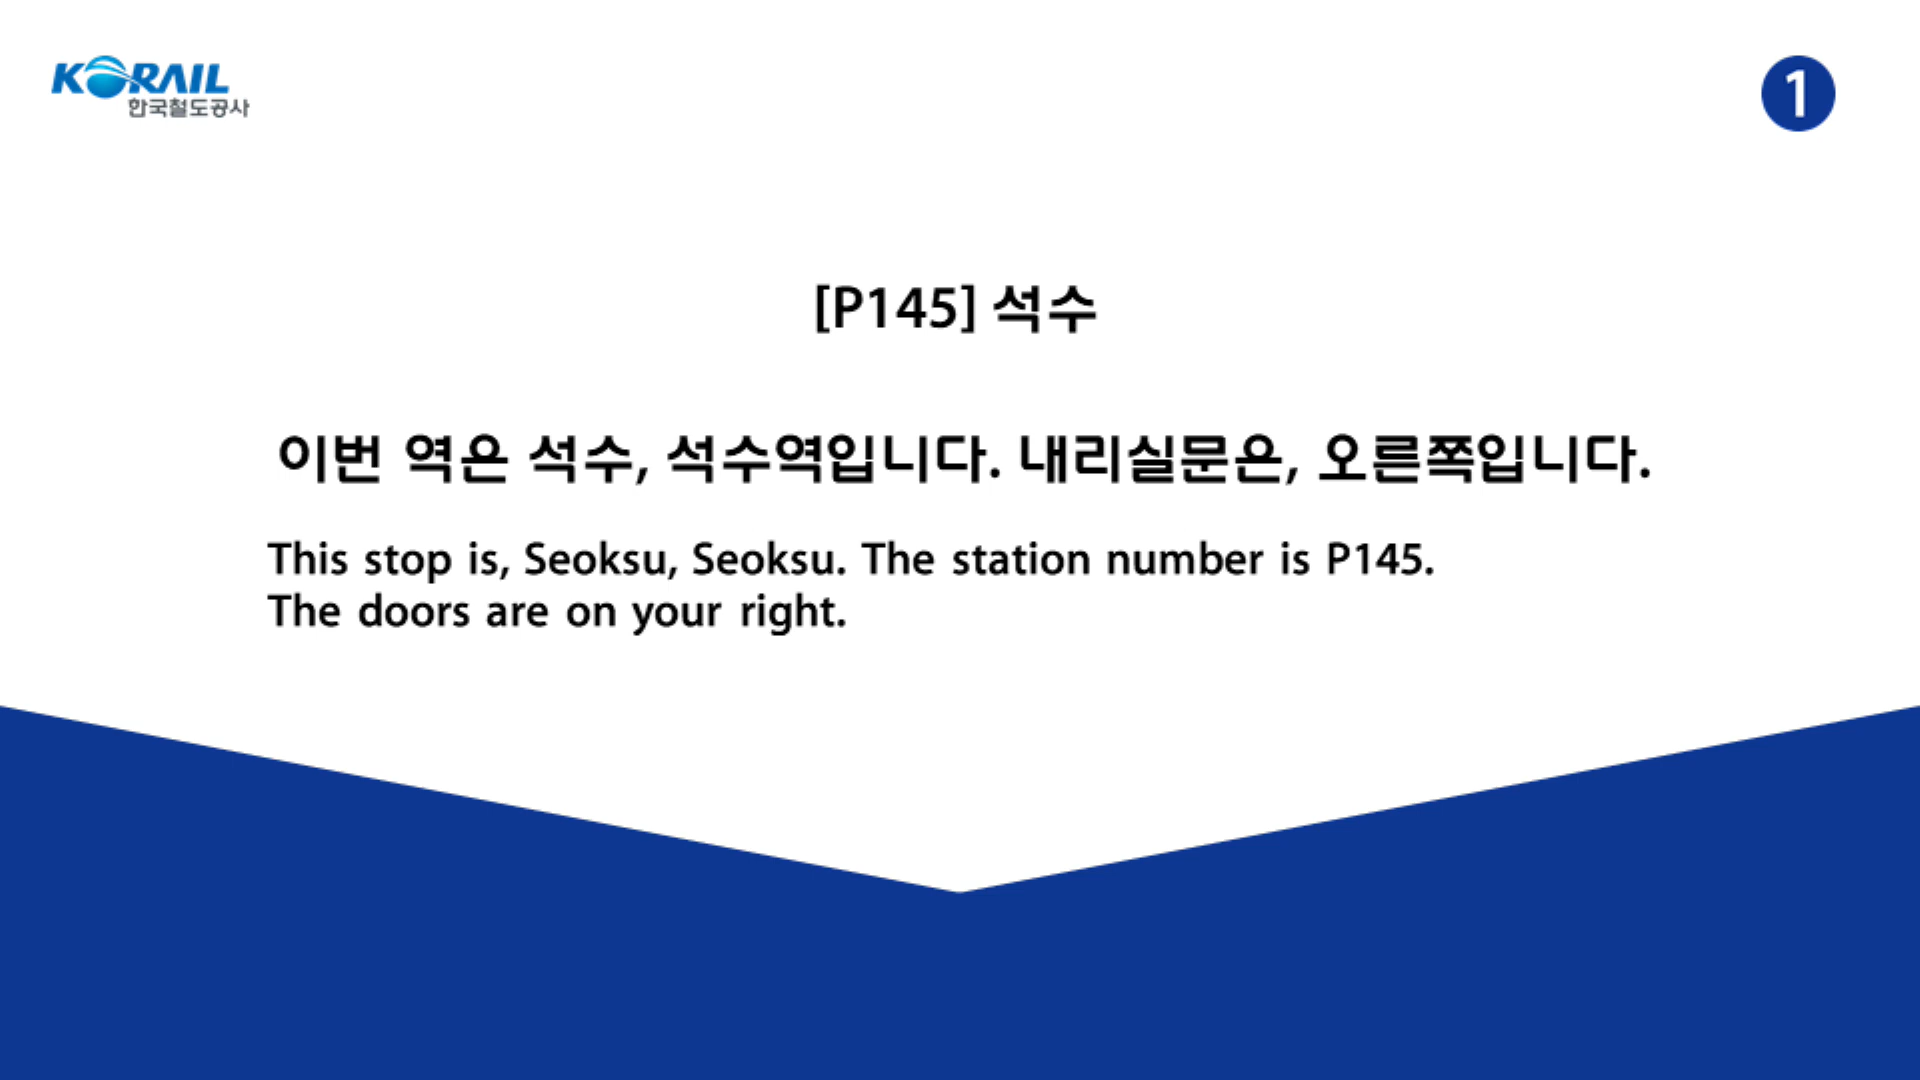 KORAIL
한국철도공사
1
[P145] 석수
이번 역은 석수, 석수역입니다. 내리실문은, 오른쪽입니다.
This stop is, Seoksu, Seoksu. The station number is P145.
The doors are on your right.